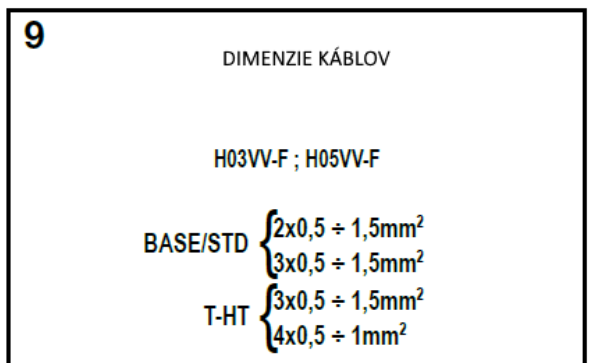 9
DIMENZIE KÁBLOV
H03VV-F ; H05VV-F
BASE/STD { 2x0,5 ÷ 1,5mm²
3x0,5 ÷ 1,5mm²
T-HT { 3x0,5 ÷ 1,5mm²
4x0,5 ÷ 1mm²